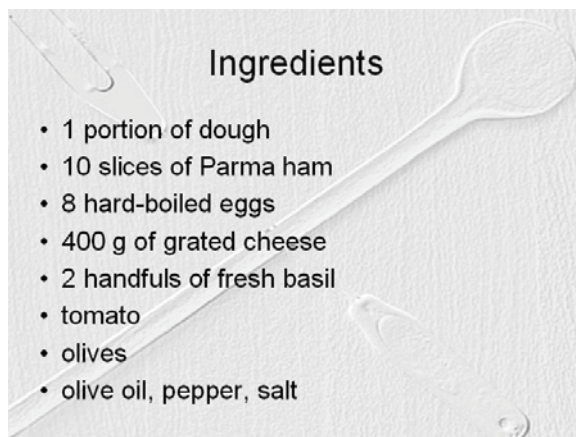 Ingredients
• 1 portion of dough
• 10 slices of Parma ham
• 8 hard-boiled eggs
• 400 g of grated cheese
• 2 handfuls of fresh basil
• tomato
• olives
• olive oil, pepper, salt